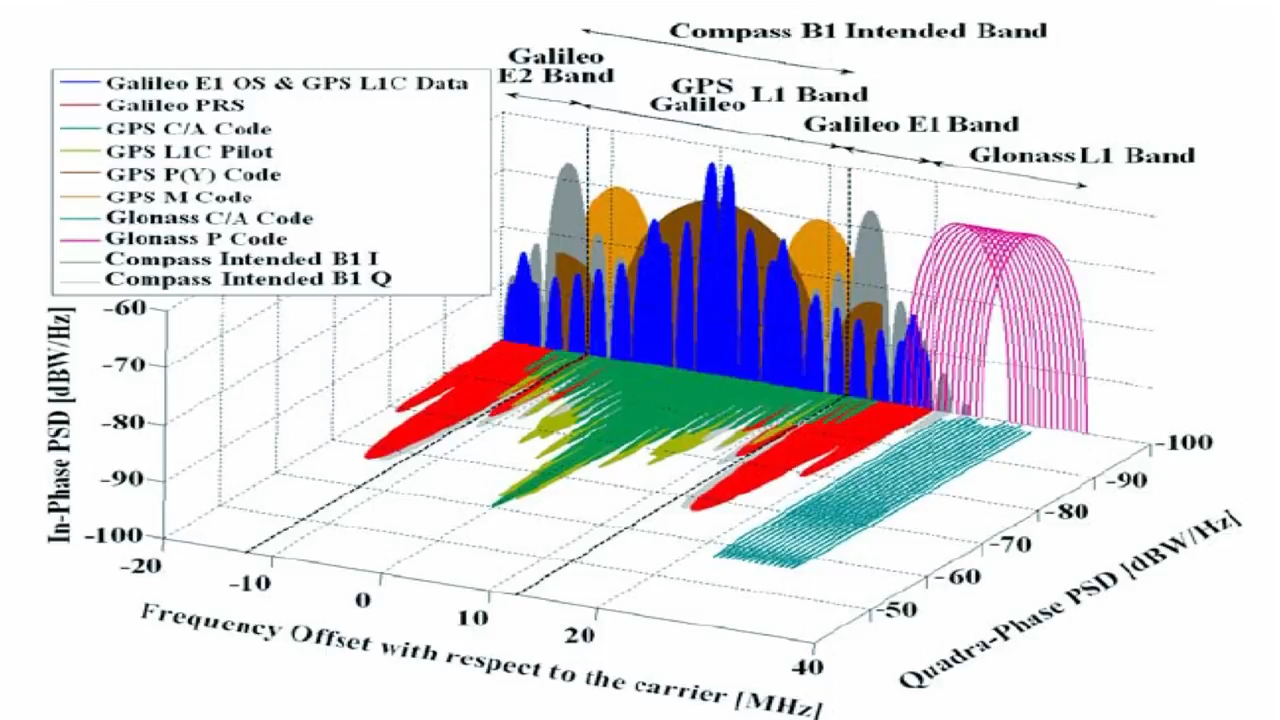 Compass B1 Intended Band
Galileo
E2 Band
GPS
Galileo
L1 Band
Galileo E1 Band
Glonass L1 Band
Galileo E1 OS & GPS L1C Data
Galileo PRS
GPS C/A Code
GPS L1C Pilot
GPS P(Y) Code
GPS M Code
Glonass C/A Code
Glonass P Code
Compass Intended B1 I
Compass Intended B1 Q
In-Phase PSD [dBW/Hz]
-60
-70
-80
-90
-100
-20
-10
0
10
20
40
Frequency Offset with respect to the carrier [MHz]
-100
-90
-80
-70
-60
-50
Quadra-Phase PSD [dBW/Hz]